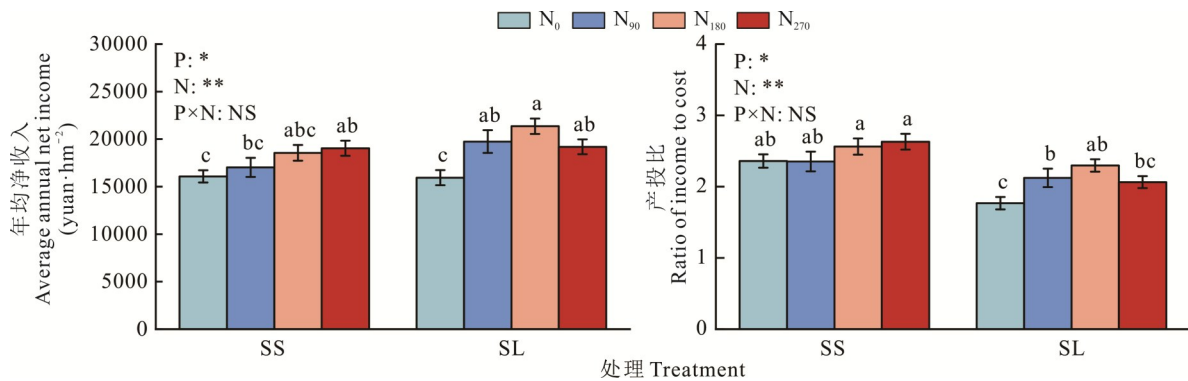 N₀ N₉₀ N₁₈₀ N₂₇₀
年均净收入
Average annual net income
(yuan·hm⁻²)
30000
25000
20000
15000
10000
5000
0
P: *
N: **
P×N: NS
c bc abc ab
c ab a ab
SS SL
产投比
Ratio of income to cost
4
3
2
1
0
P: *
N: **
P×N: NS
ab ab a a
c b ab bc
SS SL
处理 Treatment